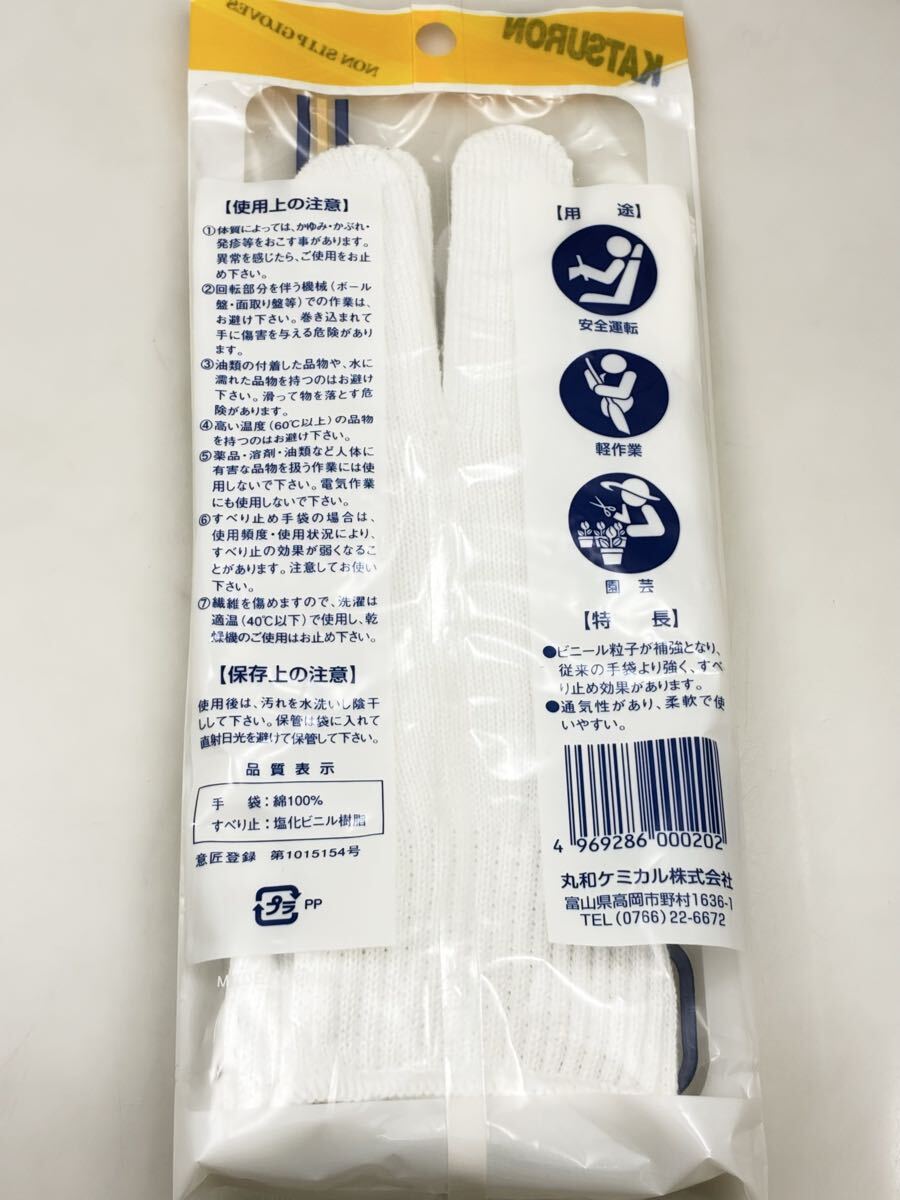 NON SLIP GLOVES
KATSURON
【使用上の注意】
①体質によっては、かゆみ・かぶれ・
発疹等をおこす事があります。
異常を感じたら、ご使用をお止
め下さい。
②回転部分を伴う機械(ボール
盤・面取り盤等)での作業は、
お避け下さい。巻き込まれて
手に傷害を与える危険があり
ます。
③油類の付着した品物や、水に
濡れた品物を持つのはお避け
下さい。滑って物を落とす危
険があります。
④高い温度(60℃以上)の品物
を持つのはお避け下さい。
⑤薬品・溶剤・油類など人体に
有害な品物を扱う作業には使
用しないで下さい。電気作業
にも使用しないで下さい。
⑥すべり止め手袋の場合は、
使用頻度・使用状況により、
すべり止の効果が弱くなるこ
とがあります。注意してお使い
下さい。
⑦繊維を傷めますので、洗濯は
適温(40℃以下)で使用し、乾
燥機のご使用はお止め下さい。
【保存上の注意】
使用後は、汚れを水洗いし陰干
しして下さい。保管は袋に入れて
直射日光を避けて保管して下さい。
品質表示
手 袋:綿100%
すべり止:塩化ビニル樹脂
意匠登録 第1015154号
プラ PP
【用 途】
安全運転
軽作業
園芸
【特 長】
●ビニール粒子が補強となり、
従来の手袋より強く、すべ
り止め効果があります。
●通気性があり、柔軟で使
いやすい。
4 969286 000202
丸和ケミカル株式会社
富山県高岡市野村1636-1
TEL(0766)22-6672